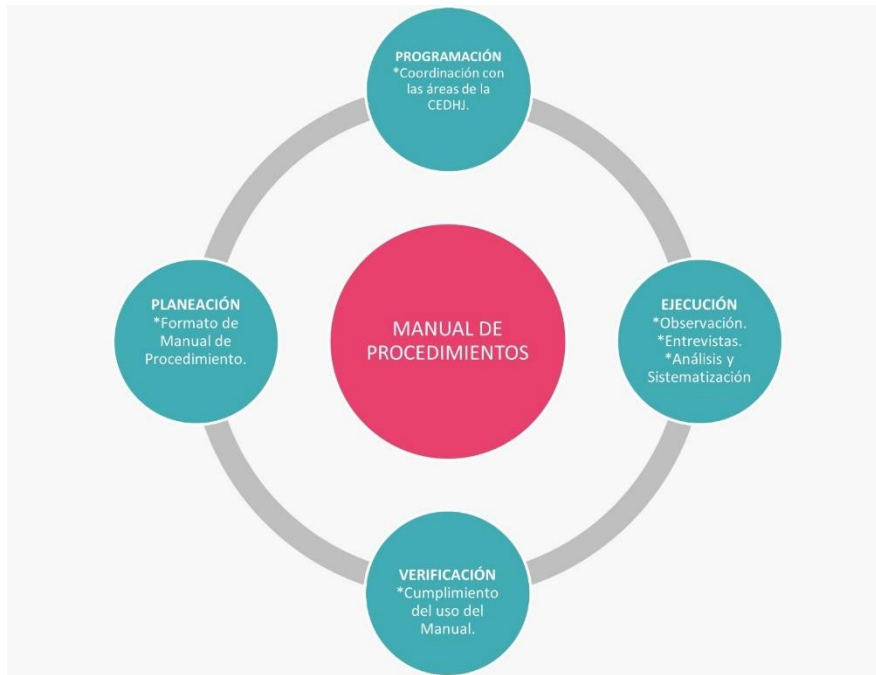 PROGRAMACIÓN
*Coordinación con
las áreas de la
CEDHJ.
PLANEACIÓN
*Formato de
Manual de
Procedimiento.
MANUAL DE
PROCEDIMIENTOS
EJECUCIÓN
*Observación.
*Entrevistas.
*Análisis y
Sistematización
VERIFICACIÓN
*Cumplimiento
del uso del
Manual.